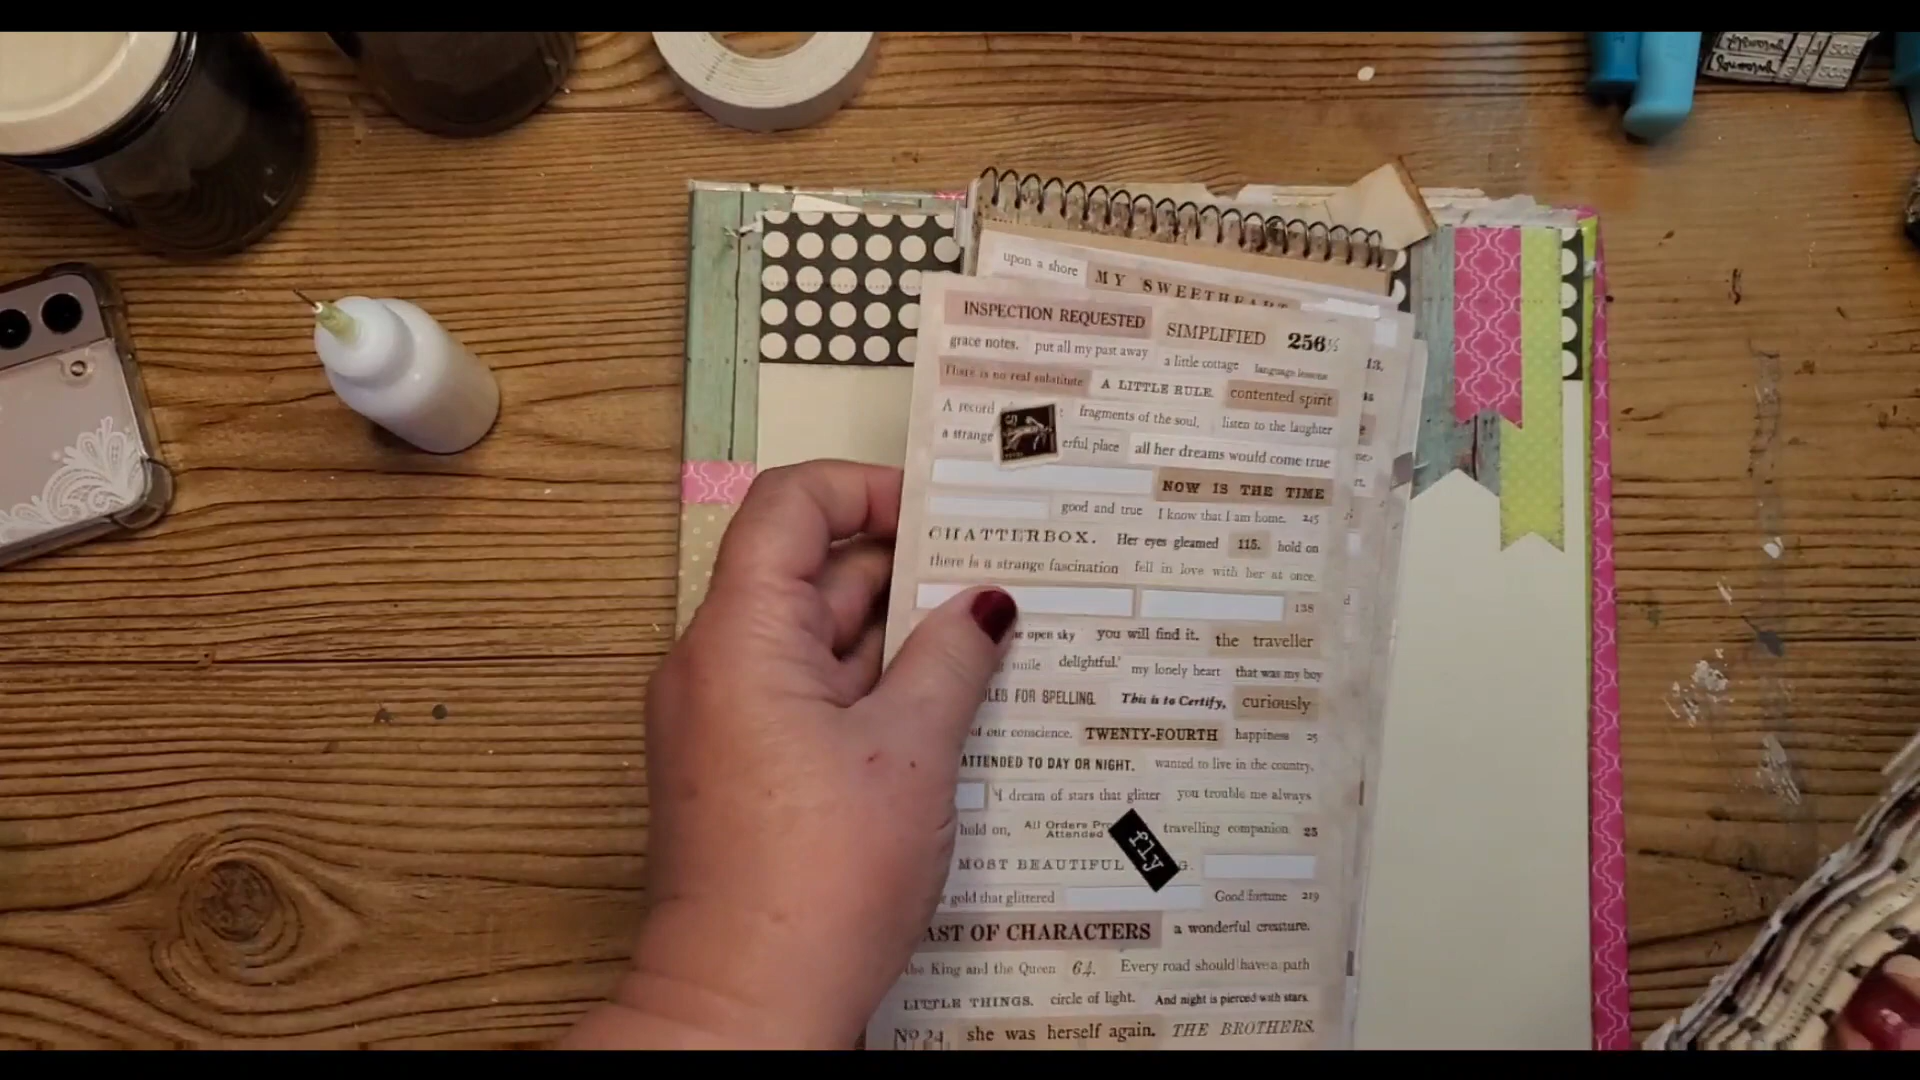 upon a shore MY SWEETHEART
INSPECTION REQUESTED SIMPLIFIED 256½
grace notes. put all my past away a little cottage language lessons 13.
There is no real substitute A LITTLE RULE. contented spirit
A record fragments of the soul, listen to the laughter
a strange erful place all her dreams would come true
NOW IS THE TIME
good and true I know that I am home. 245
CHATTERBOX. Her eyes gleamed 115. hold on
there is a strange fascination fell in love with her at once.
138
open sky you will find it. the traveller
smile delightful.' my lonely heart that was my boy
LES FOR SPELLING. This is to Certify, curiously
of our conscience. TWENTY-FOURTH happiness 25
ATTENDED TO DAY OR NIGHT. wanted to live in the country.
I dream of stars that glitter you trouble me always
hold on, All Orders Pro Attended fly travelling companion 23
MOST BEAUTIFUL G.
gold that glittered Good fortune 219
AST OF CHARACTERS a wonderful creature.
the King and the Queen 64. Every road should have a path
LITTLE THINGS. circle of light. And night is pierced with stars.
No 24 she was herself again. THE BROTHERS.